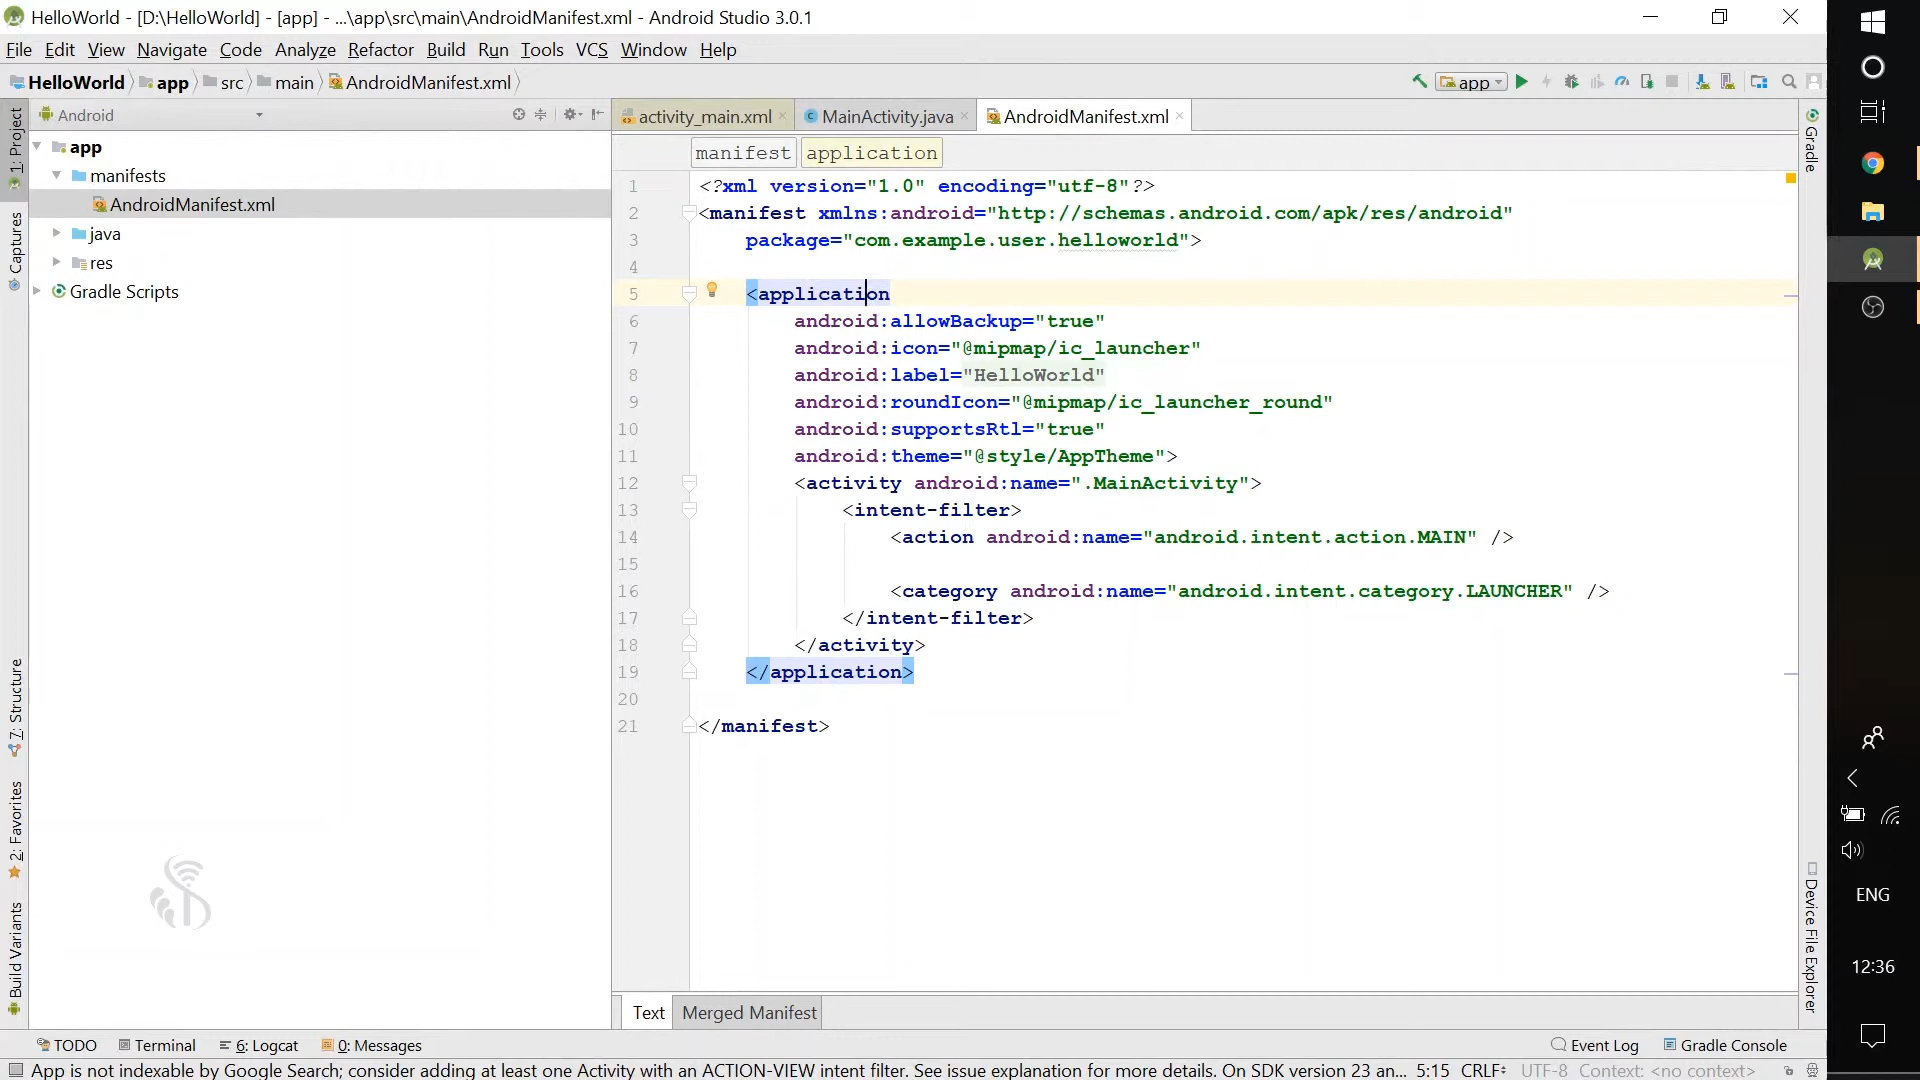 HelloWorld - [D:\HelloWorld] - [app] - ...\app\src\main\AndroidManifest.xml - Android Studio 3.0.1
File Edit View Navigate Code Analyze Refactor Build Run Tools VCS Window Help
HelloWorld app src main AndroidManifest.xml app
1: Project
Captures
7: Structure
2: Favorites
Build Variants
Android
app
manifests
AndroidManifest.xml
java
res
Gradle Scripts
activity_main.xml MainActivity.java AndroidManifest.xml
manifest application
1 <?xml version="1.0" encoding="utf-8"?>
2 <manifest xmlns:android="http://schemas.android.com/apk/res/android"
3 package="com.example.user.helloworld">
4
5 <application
6 android:allowBackup="true"
7 android:icon="@mipmap/ic_launcher"
8 android:label="HelloWorld"
9 android:roundIcon="@mipmap/ic_launcher_round"
10 android:supportsRtl="true"
11 android:theme="@style/AppTheme">
12 <activity android:name=".MainActivity">
13 <intent-filter>
14 <action android:name="android.intent.action.MAIN" />
15
16 <category android:name="android.intent.category.LAUNCHER" />
17 </intent-filter>
18 </activity>
19 </application>
20
21 </manifest>
Text Merged Manifest
Gradle
Device File Explorer
TODO Terminal 6: Logcat 0: Messages Event Log Gradle Console
App is not indexable by Google Search; consider adding at least one Activity with an ACTION-VIEW intent filter. See issue explanation for more details. On SDK version 23 an... 5:15 CRLF UTF-8 Context: <no context>
ENG
12:36